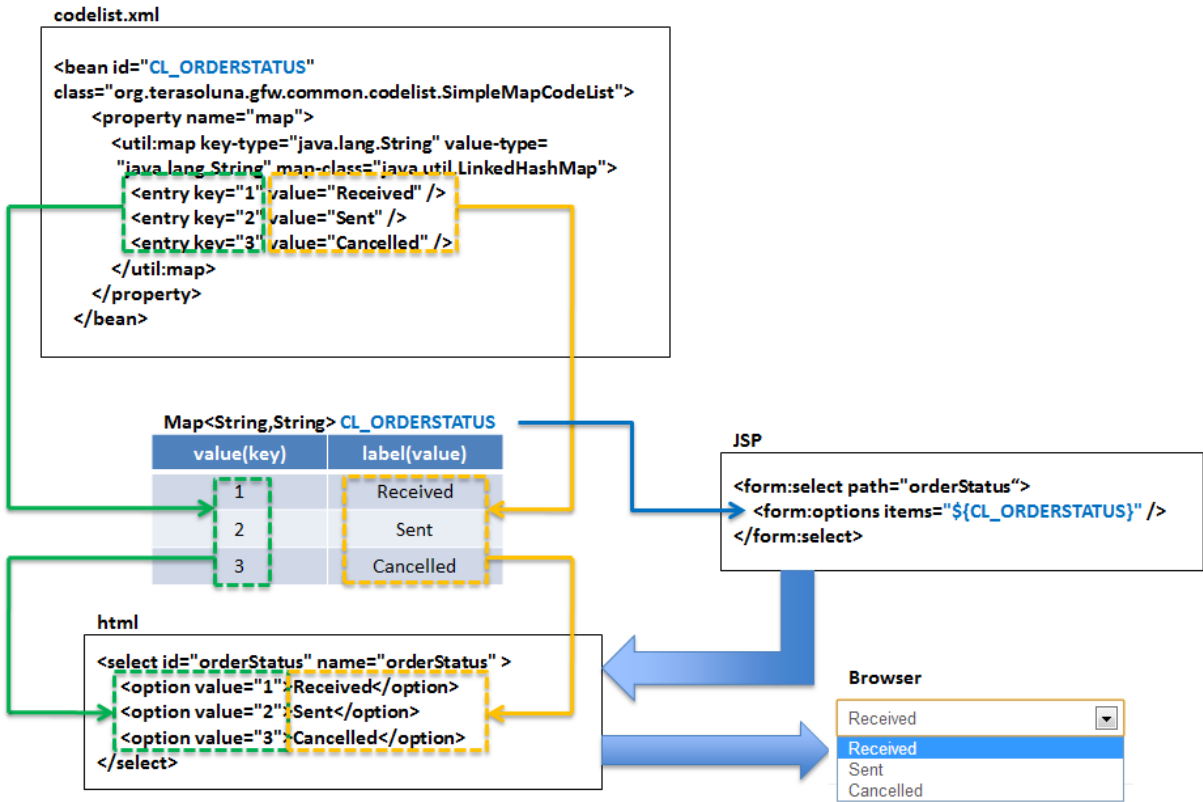 codelist.xml
<bean id="CL_ORDERSTATUS"
class="org.terasoluna.gfw.common.codelist.SimpleMapCodeList">
<property name="map">
<util:map key-type="java.lang.String" value-type=
"java.lang.String" map-class="java.util.LinkedHashMap">
<entry key="1" value="Received" />
<entry key="2" value="Sent" />
<entry key="3" value="Cancelled" />
</util:map>
</property>
</bean>
Map<String,String> CL_ORDERSTATUS
value(key) label(value)
1 Received
2 Sent
3 Cancelled
JSP
<form:select path="orderStatus“>
<form:options items="${CL_ORDERSTATUS}" />
</form:select>
html
<select id="orderStatus" name="orderStatus" >
<option value="1">Received</option>
<option value="2">Sent</option>
<option value="3">Cancelled</option>
</select>
Browser
Received
Received
Sent
Cancelled